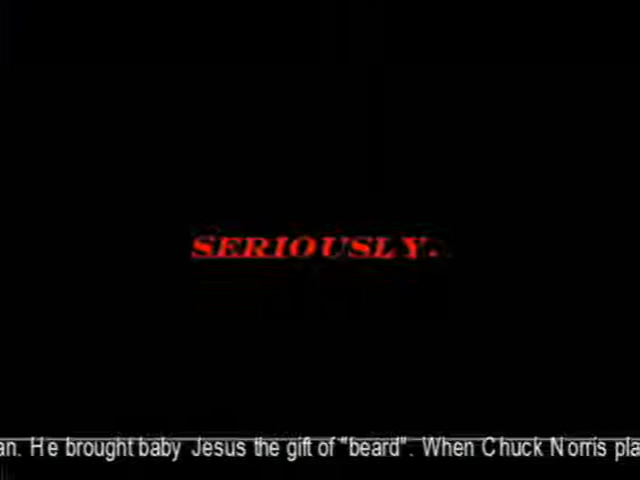 SERIOUSLY.
an. He brought baby Jesus the gift of "beard". When Chuck Norris pla